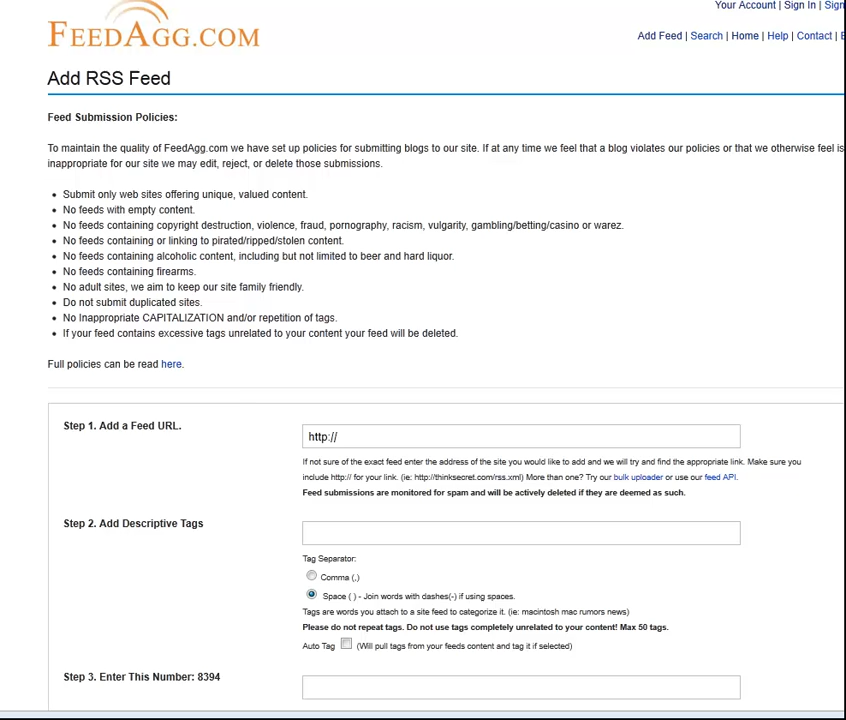 Your Account | Sign In | Sign
FEEDAGG.COM
Add Feed | Search | Home | Help | Contact |
Add RSS Feed
Feed Submission Policies:
To maintain the quality of FeedAgg.com we have set up policies for submitting blogs to our site. If at any time we feel that a blog violates our policies or that we otherwise feel is
inappropriate for our site we may edit, reject, or delete those submissions.
• Submit only web sites offering unique, valued content.
• No feeds with empty content.
• No feeds containing copyright destruction, violence, fraud, pornography, racism, vulgarity, gambling/betting/casino or warez.
• No feeds containing or linking to pirated/ripped/stolen content.
• No feeds containing alcoholic content, including but not limited to beer and hard liquor.
• No feeds containing firearms.
• No adult sites, we aim to keep our site family friendly.
• Do not submit duplicated sites.
• No Inappropriate CAPITALIZATION and/or repetition of tags.
• If your feed contains excessive tags unrelated to your content your feed will be deleted.
Full policies can be read here.
Step 1. Add a Feed URL.
http://
If not sure of the exact feed enter the address of the site you would like to add and we will try and find the appropriate link. Make sure you
include http:// for your link. (ie: http://thinksecret.com/rss.xml) More than one? Try our bulk uploader or use our feed API.
Feed submissions are monitored for spam and will be actively deleted if they are deemed as such.
Step 2. Add Descriptive Tags
Tag Separator:
Comma (,)
Space ( ) - Join words with dashes(-) if using spaces.
Tags are words you attach to a site feed to categorize it. (ie: macintosh mac rumors news)
Please do not repeat tags. Do not use tags completely unrelated to your content! Max 50 tags.
Auto Tag (Will pull tags from your feeds content and tag it if selected)
Step 3. Enter This Number: 8394